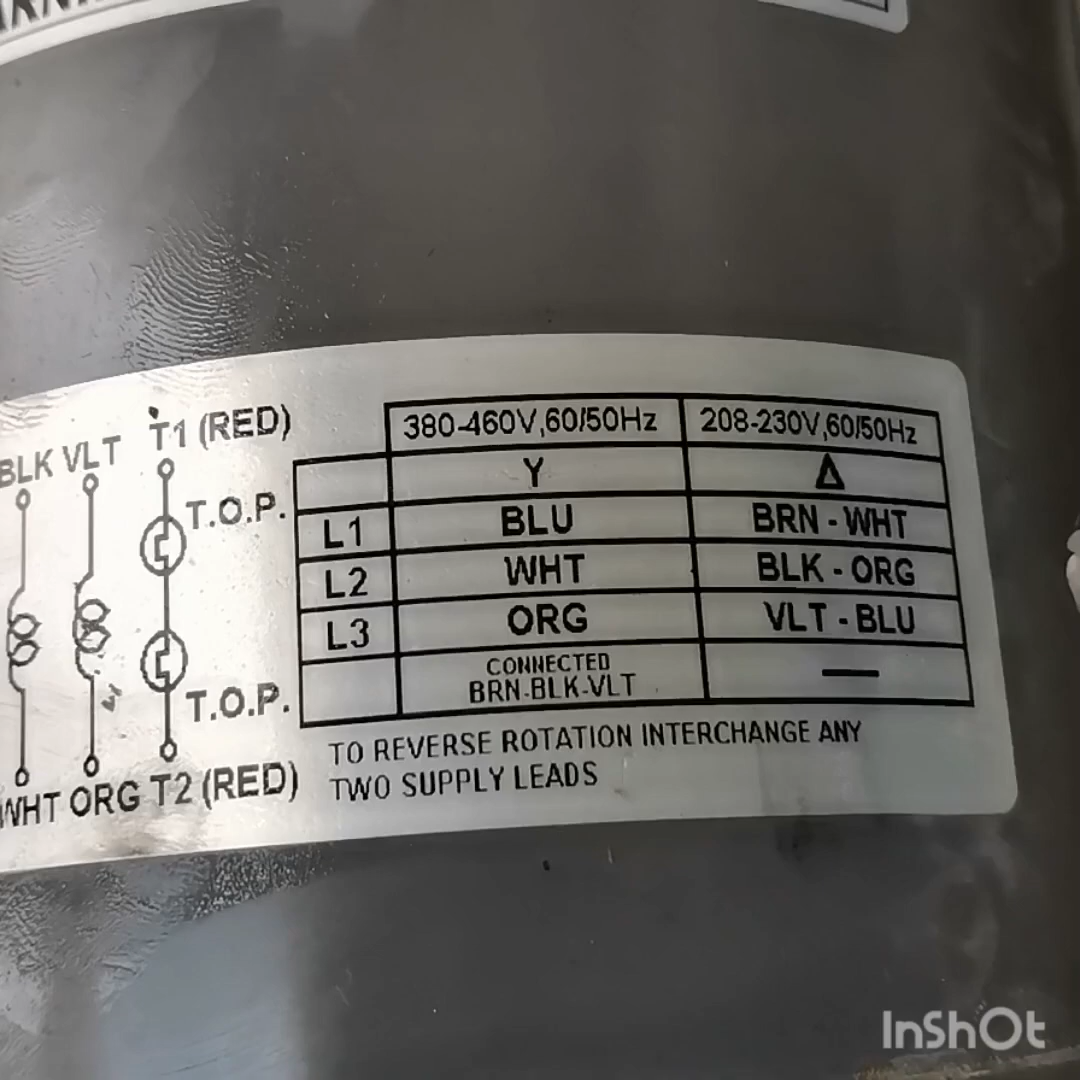 BLK VLT T1 (RED)
T.O.P.
T.O.P.
WHT ORG T2 (RED)
380-460V,60/50Hz 208-230V,60/50Hz
Y Δ
L1 BLU BRN - WHT
L2 WHT BLK - ORG
L3 ORG VLT - BLU
CONNECTED
BRN-BLK-VLT —
TO REVERSE ROTATION INTERCHANGE ANY
TWO SUPPLY LEADS
InShOt